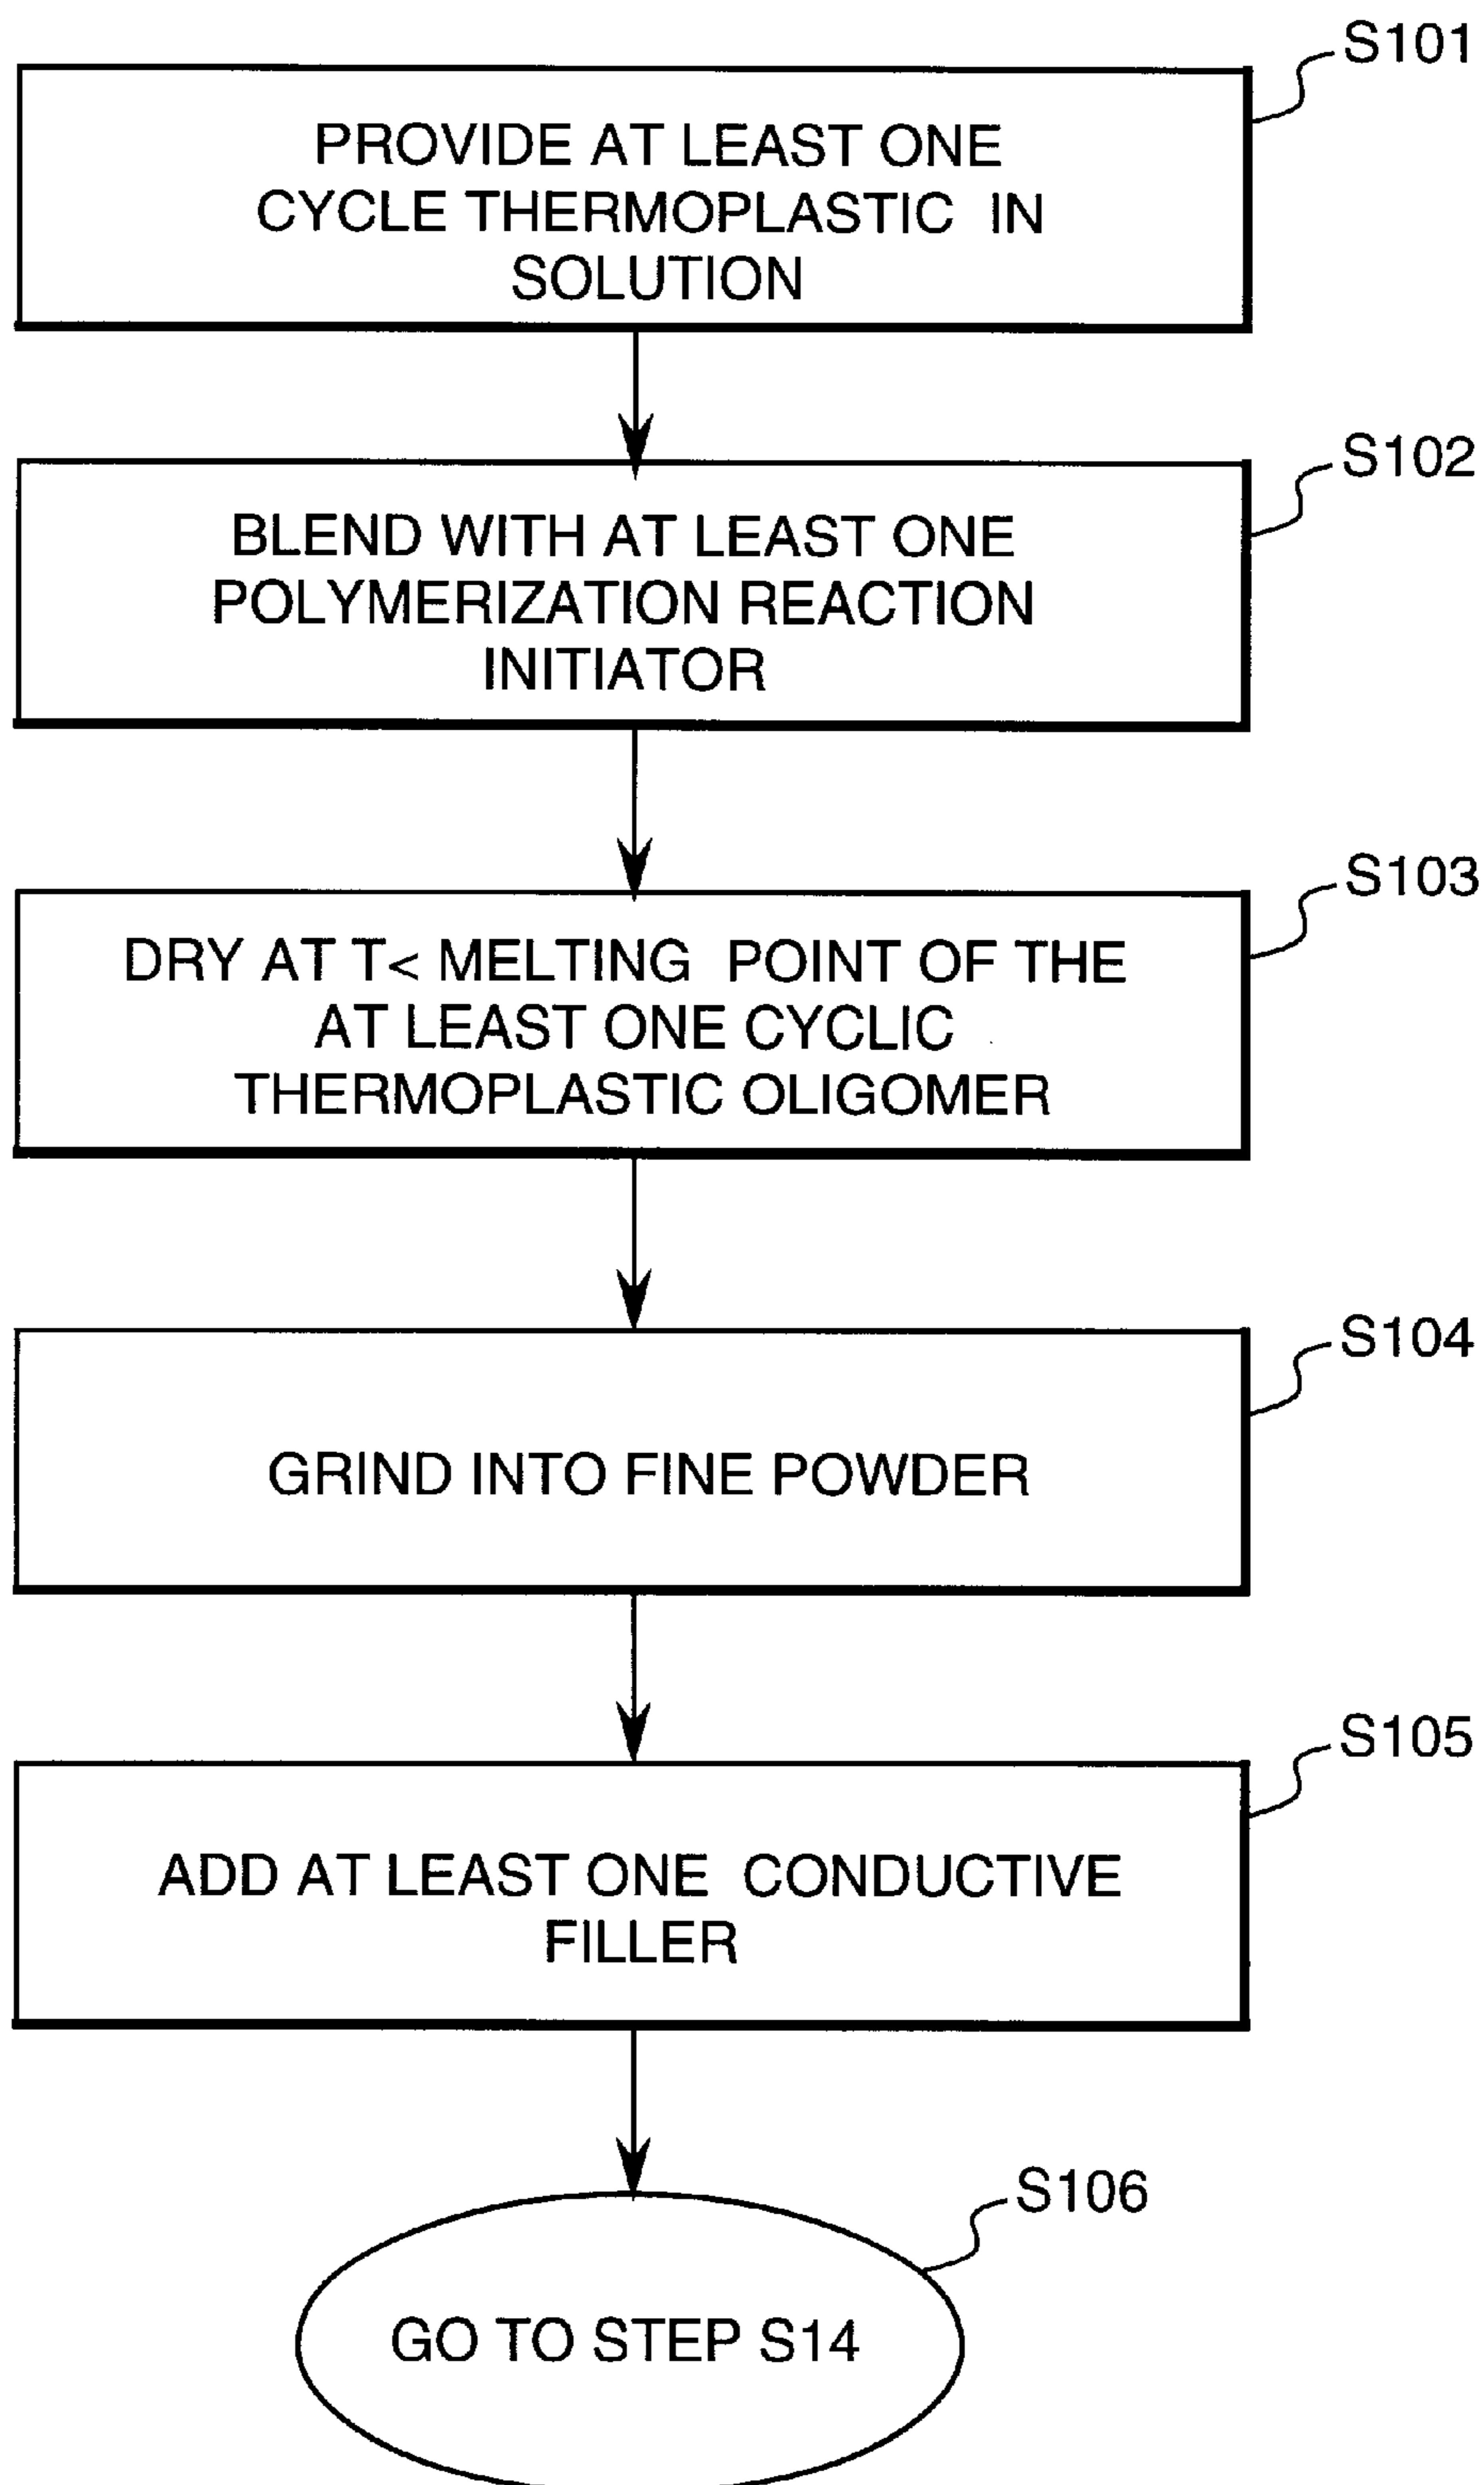 S101
PROVIDE AT LEAST ONE
CYCLE THERMOPLASTIC IN
SOLUTION
S102
BLEND WITH AT LEAST ONE
POLYMERIZATION REACTION
INITIATOR
S103
DRY AT T< MELTING POINT OF THE
AT LEAST ONE CYCLIC
THERMOPLASTIC OLIGOMER
S104
GRIND INTO FINE POWDER
S105
ADD AT LEAST ONE CONDUCTIVE
FILLER
S106
GO TO STEP S14